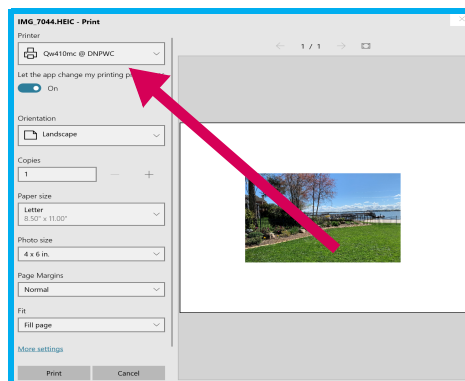 IMG_7044.HEIC - Print
Printer
Qw410mc @ DNPWC
Let the app change my printing
On
1 / 1
Orientation
Landscape
Copies
1
Paper size
Letter
8.50" x 11.00"
Photo size
4 x 6 in.
Page Margins
Normal
Fit
Fill page
More settings
Print Cancel